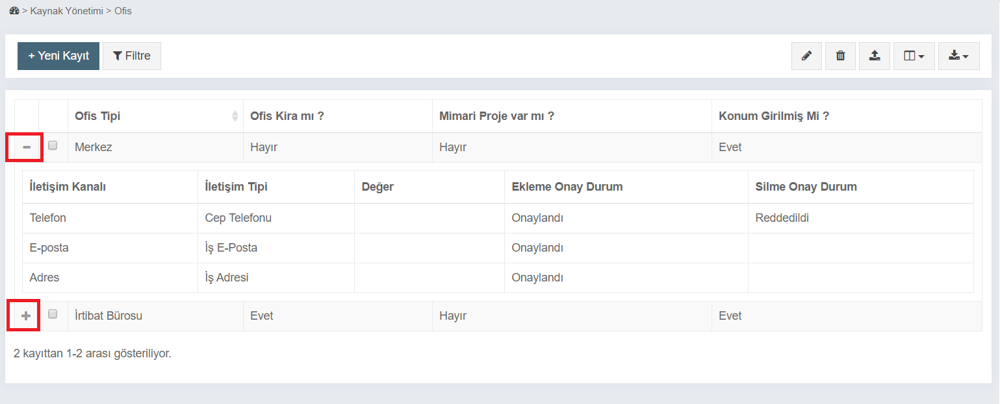 > Kaynak Yönetimi > Ofis
+ Yeni Kayıt Filtre
Ofis Tipi Ofis Kira mı ? Mimari Proje var mı ? Konum Girilmiş Mi ?
Merkez Hayır Hayır Evet
İletişim Kanalı İletişim Tipi Değer Ekleme Onay Durum Silme Onay Durum
Telefon Cep Telefonu Onaylandı Reddedildi
E-posta İş E-Posta Onaylandı
Adres İş Adresi Onaylandı
İrtibat Bürosu Evet Hayır Evet
2 kayıttan 1-2 arası gösteriliyor.